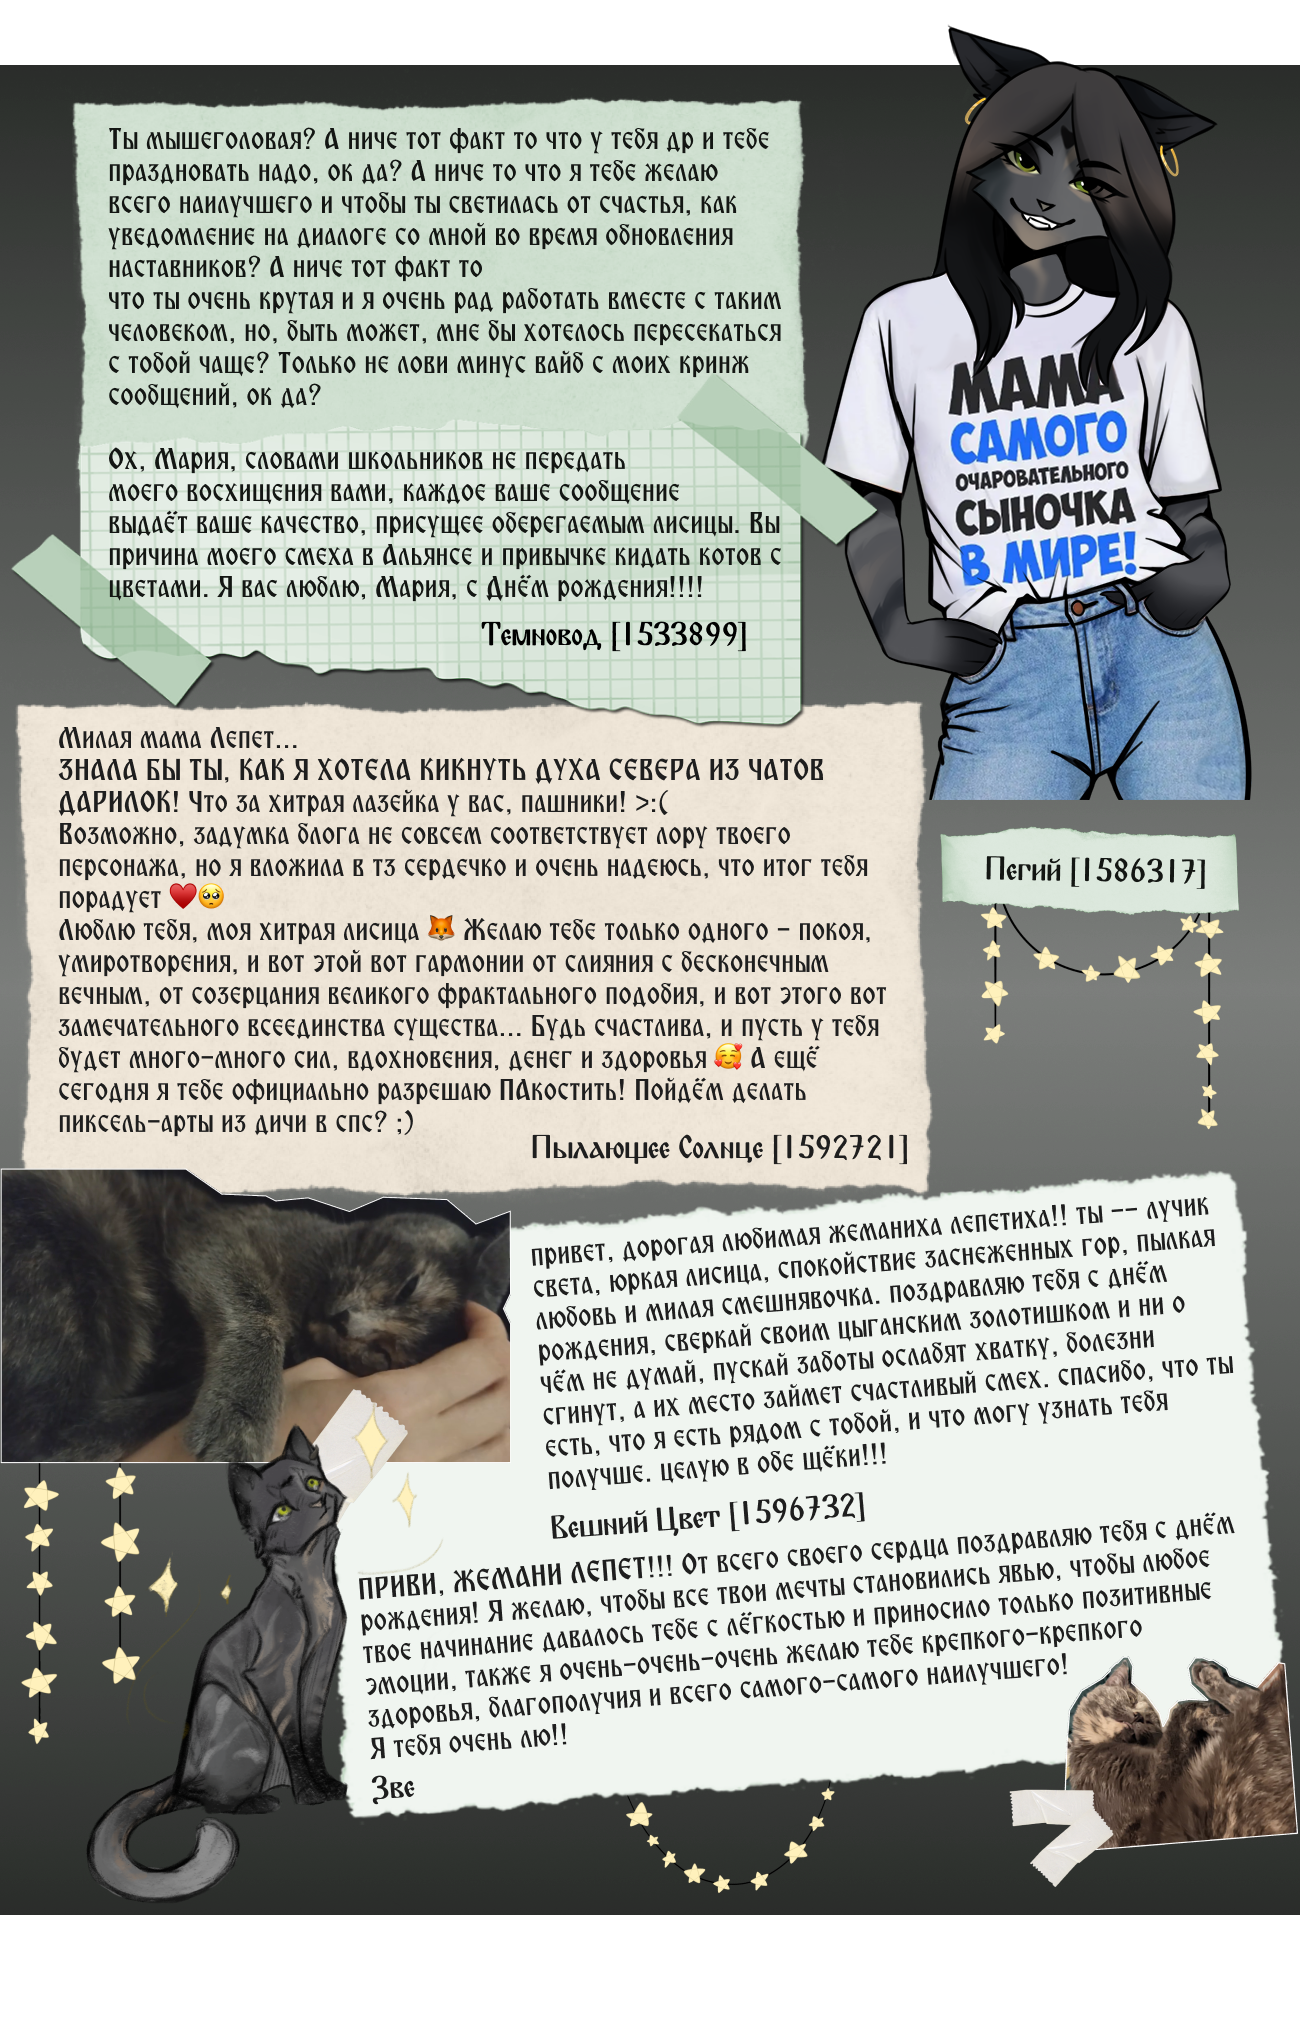 Ты мышеголовая? А ниче тот факт то что у тебя др и тебе
праздновать надо, ок да? А ниче то что я тебе желаю
всего наилучшего и чтобы ты светилась от счастья, как
уведомление на диалоге со мной во время обновления
наставников? А ниче тот факт то
что ты очень крутая и я очень рад работать вместе с таким
человеком, но, быть может, мне бы хотелось пересекаться
с тобой чаще? Только не лови минус вайб с моих кринж
сообщений, ок да?
Ох, Мария, словами школьников не передать
моего восхищения вами, каждое ваше сообщение
выдаёт ваше качество, присущее оберегаемым лисицы. Вы
причина моего смеха в Альянсе и привычке кидать котов с
цветами. Я вас люблю, Мария, с Днём рождения!!!!
Темновод [1533899]
МАМА
САМОГО
ОЧАРОВАТЕЛЬНОГО
СЫНОЧКА
В МИРЕ!
Пегий [1586317]
Милая мама Лепет...
ЗНАЛА БЫ ТЫ, КАК Я ХОТЕЛА КИКНУТЬ ДУХА СЕВЕРА ИЗ ЧАТОВ
ДАРИЛОК! Что за хитрая лазейка у вас, пашники! >:(
Возможно, задумка блога не совсем соответствует лору твоего
персонажа, но я вложила в тз сердечко и очень надеюсь, что итог тебя
порадует ♥️🥺
Люблю тебя, моя хитрая лисица 🦊 Желаю тебе только одного – покоя,
умиротворения, и вот этой вот гармонии от слияния с бесконечным
вечным, от созерцания великого фрактального подобия, и вот этого вот
замечательного всеединства существа... Будь счастлива, и пусть у тебя
будет много-много сил, вдохновения, денег и здоровья 🥰 А ещё
сегодня я тебе официально разрешаю ПАкостить! Пойдём делать
пиксель-арты из дичи в спс? ;)
Пылающее Солнце [1592721]
привет, дорогая любимая жеманиха лепетиха!! ты -- лучик
света, юркая лисица, спокойствие заснеженных гор, пылкая
любовь и милая смешнявочка. поздравляю тебя с днём
рождения, сверкай своим цыганским золотишком и ни о
чём не думай, пускай заботы ослабят хватку, болезни
сгинут, а их место займет счастливый смех. спасибо, что ты
есть, что я есть рядом с тобой, и что могу узнать тебя
получше. целую в обе щёки!!!
Вешний Цвет [1596732]
ПРИВИ, ЖЕМАНИ ЛЕПЕТ!!! От всего своего сердца поздравляю тебя с днём
рождения! Я желаю, чтобы все твои мечты становились явью, чтобы любое
твое начинание давалось тебе с лёгкостью и приносило только позитивные
эмоции, также я очень-очень-очень желаю тебе крепкого-крепкого
здоровья, благополучия и всего самого-самого наилучшего!
Я тебя очень лю!!
Зве